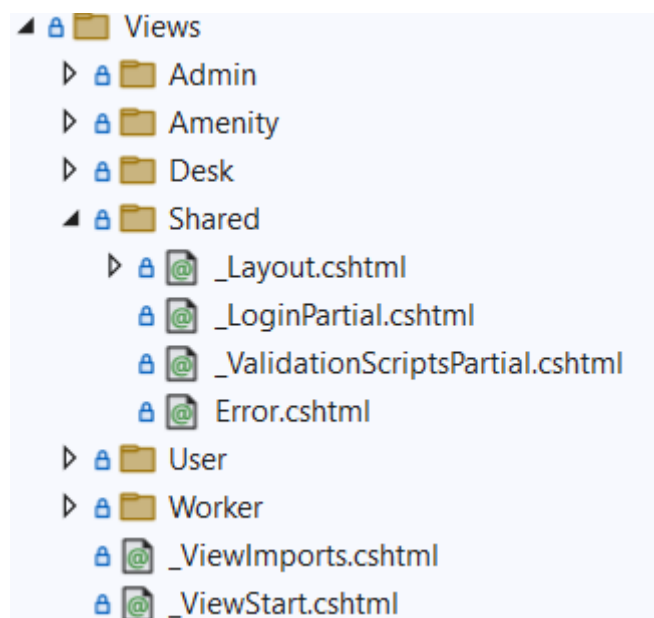 Views
Admin
Amenity
Desk
Shared
_Layout.cshtml
_LoginPartial.cshtml
_ValidationScriptsPartial.cshtml
Error.cshtml
User
Worker
_ViewImports.cshtml
_ViewStart.cshtml